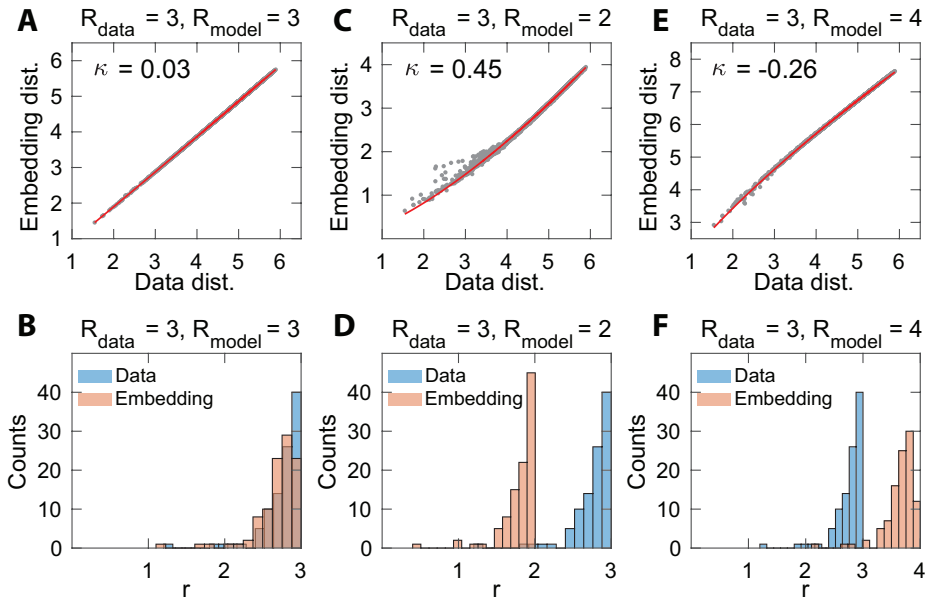 A
R_data = 3, R_model = 3
κ = 0.03
6
5
4
3
2
1
Embedding dist.
1 2 3 4 5 6
Data dist.
C
R_data = 3, R_model = 2
κ = 0.45
4
3
2
1
Embedding dist.
1 2 3 4 5 6
Data dist.
E
R_data = 3, R_model = 4
κ = -0.26
8
7
6
5
4
3
Embedding dist.
1 2 3 4 5 6
Data dist.
B
R_data = 3, R_model = 3
Data
Embedding
40
30
20
10
0
Counts
1 2 3
r
D
R_data = 3, R_model = 2
Data
Embedding
40
30
20
10
0
Counts
1 2 3
r
F
R_data = 3, R_model = 4
Data
Embedding
40
30
20
10
0
Counts
1 2 3 4
r